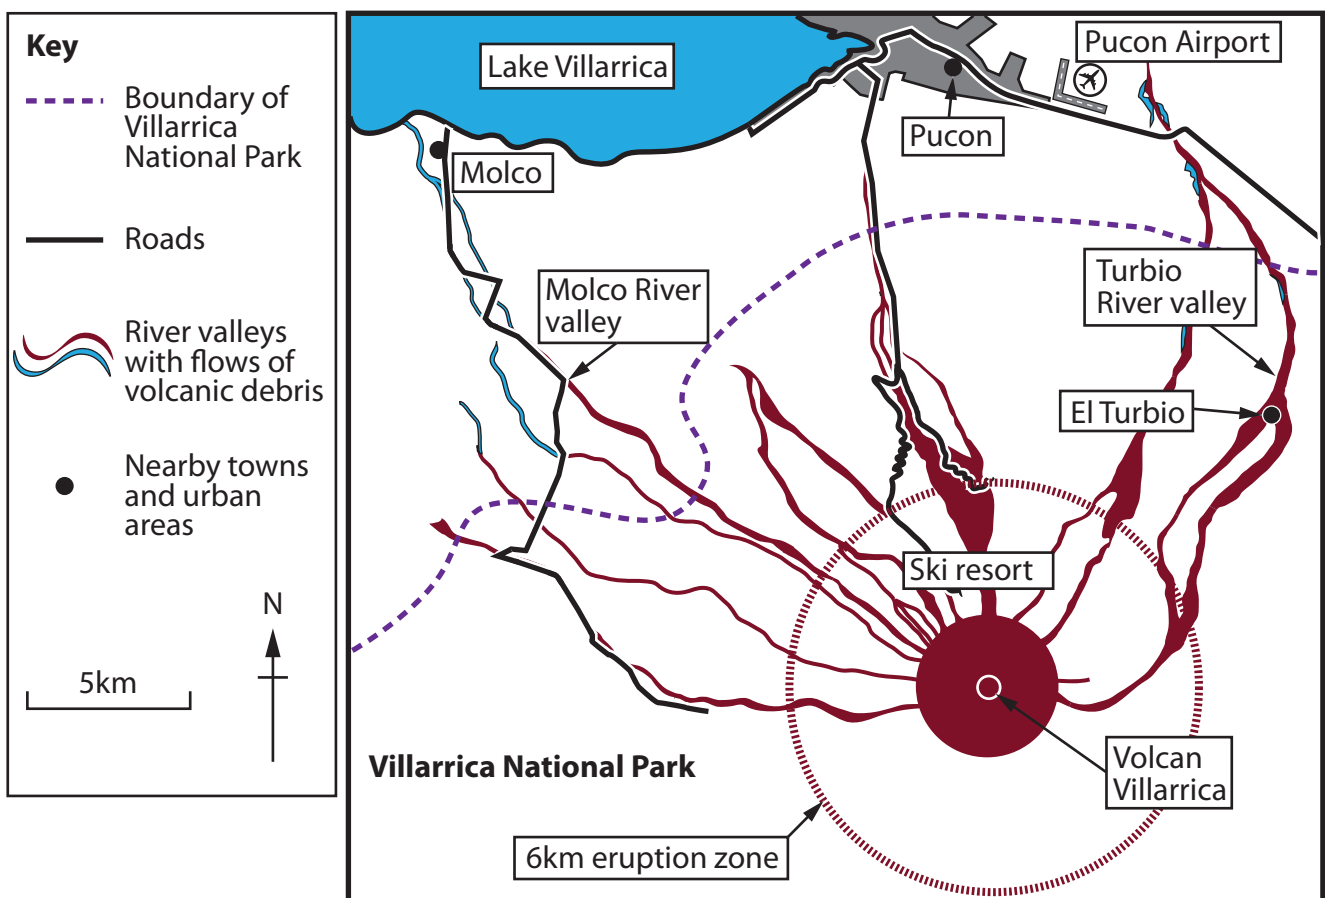 Key
Boundary of
Villarrica
National Park
Roads
River valleys
with flows of
volcanic debris
Nearby towns
and urban
areas
N
5km
Lake Villarrica
Pucon Airport
Pucon
Molco
Molco River
valley
Turbio
River valley
El Turbio
Ski resort
Villarrica National Park
Volcan
Villarrica
6km eruption zone